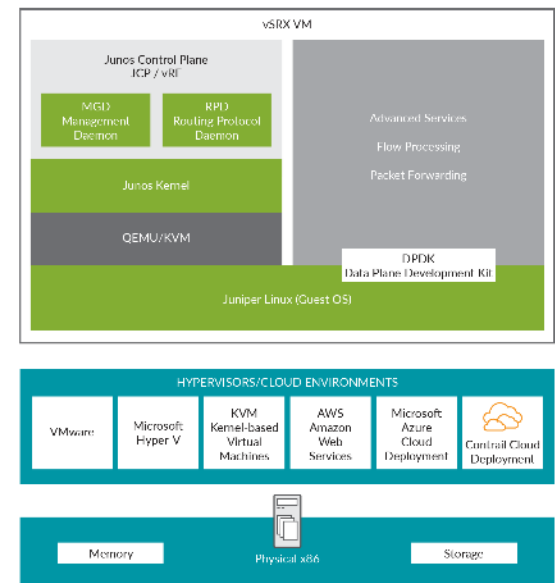 vSRX VM
Junos Control Plane
JCP / vRE
MGD
Management
Daemon
RPD
Routing Protocol
Daemon
Junos Kernel
QEMU/KVM
Advanced Services
Flow Processing
Packet Forwarding
DPDK
Data Plane Development Kit
Juniper Linux (Guest OS)
HYPERVISORS/CLOUD ENVIRONMENTS
VMware
Microsoft
Hyper V
KVM
Kernel-based
Virtual
Machines
AWS
Amazon
Web
Services
Microsoft
Azure
Cloud
Deployment
Contrail Cloud
Deployment
Memory
Physical x86
Storage